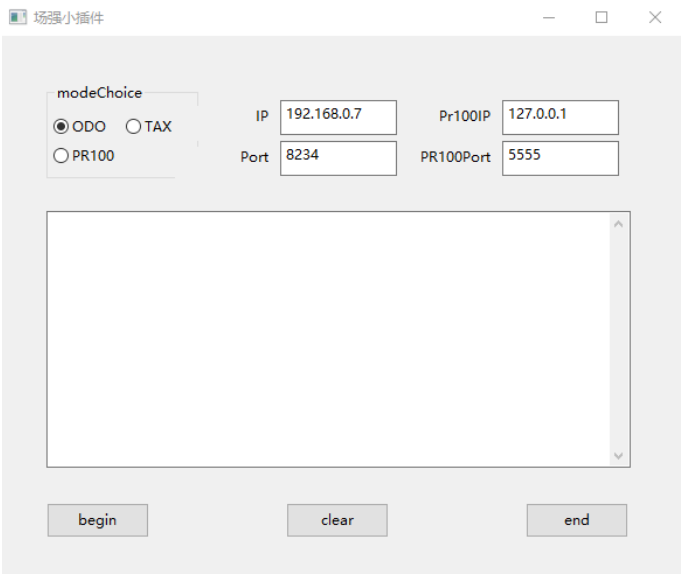 场强小插件
modeChoice
ODO TAX
PR100
IP 192.168.0.7 Pr100IP 127.0.0.1
Port 8234 PR100Port 5555
begin clear end